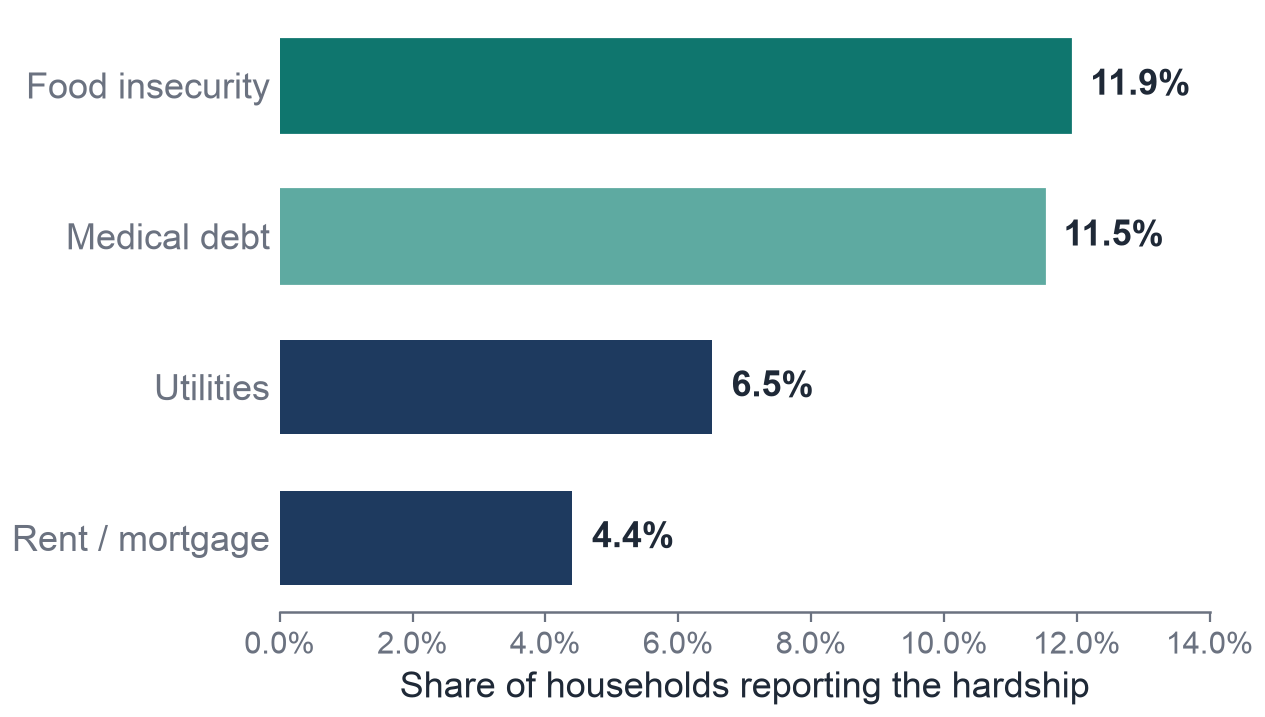 Food insecurity 11.9%
Medical debt 11.5%
Utilities 6.5%
Rent / mortgage 4.4%
0.0% 2.0% 4.0% 6.0% 8.0% 10.0% 12.0% 14.0%
Share of households reporting the hardship